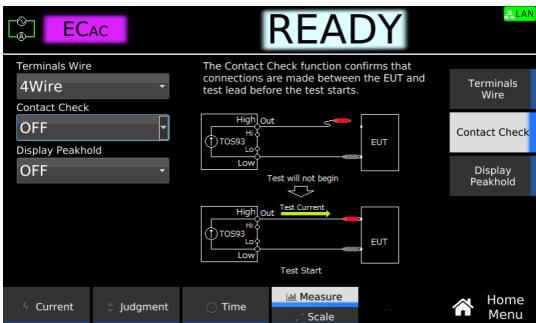 ECAC
READY
LAN
Terminals Wire
4Wire
Contact Check
OFF
Display Peakhold
OFF
The Contact Check function confirms that
connections are made between the EUT and
test lead before the test starts.
High
Out
Hi
TOS93
Lo
Low
EUT
Test will not begin
High
Out
Test Current
Hi
TOS93
Lo
Low
EUT
Test Start
Terminals
Wire
Contact Check
Display
Peakhold
Current
Judgment
Time
Measure
Scale
Home
Menu